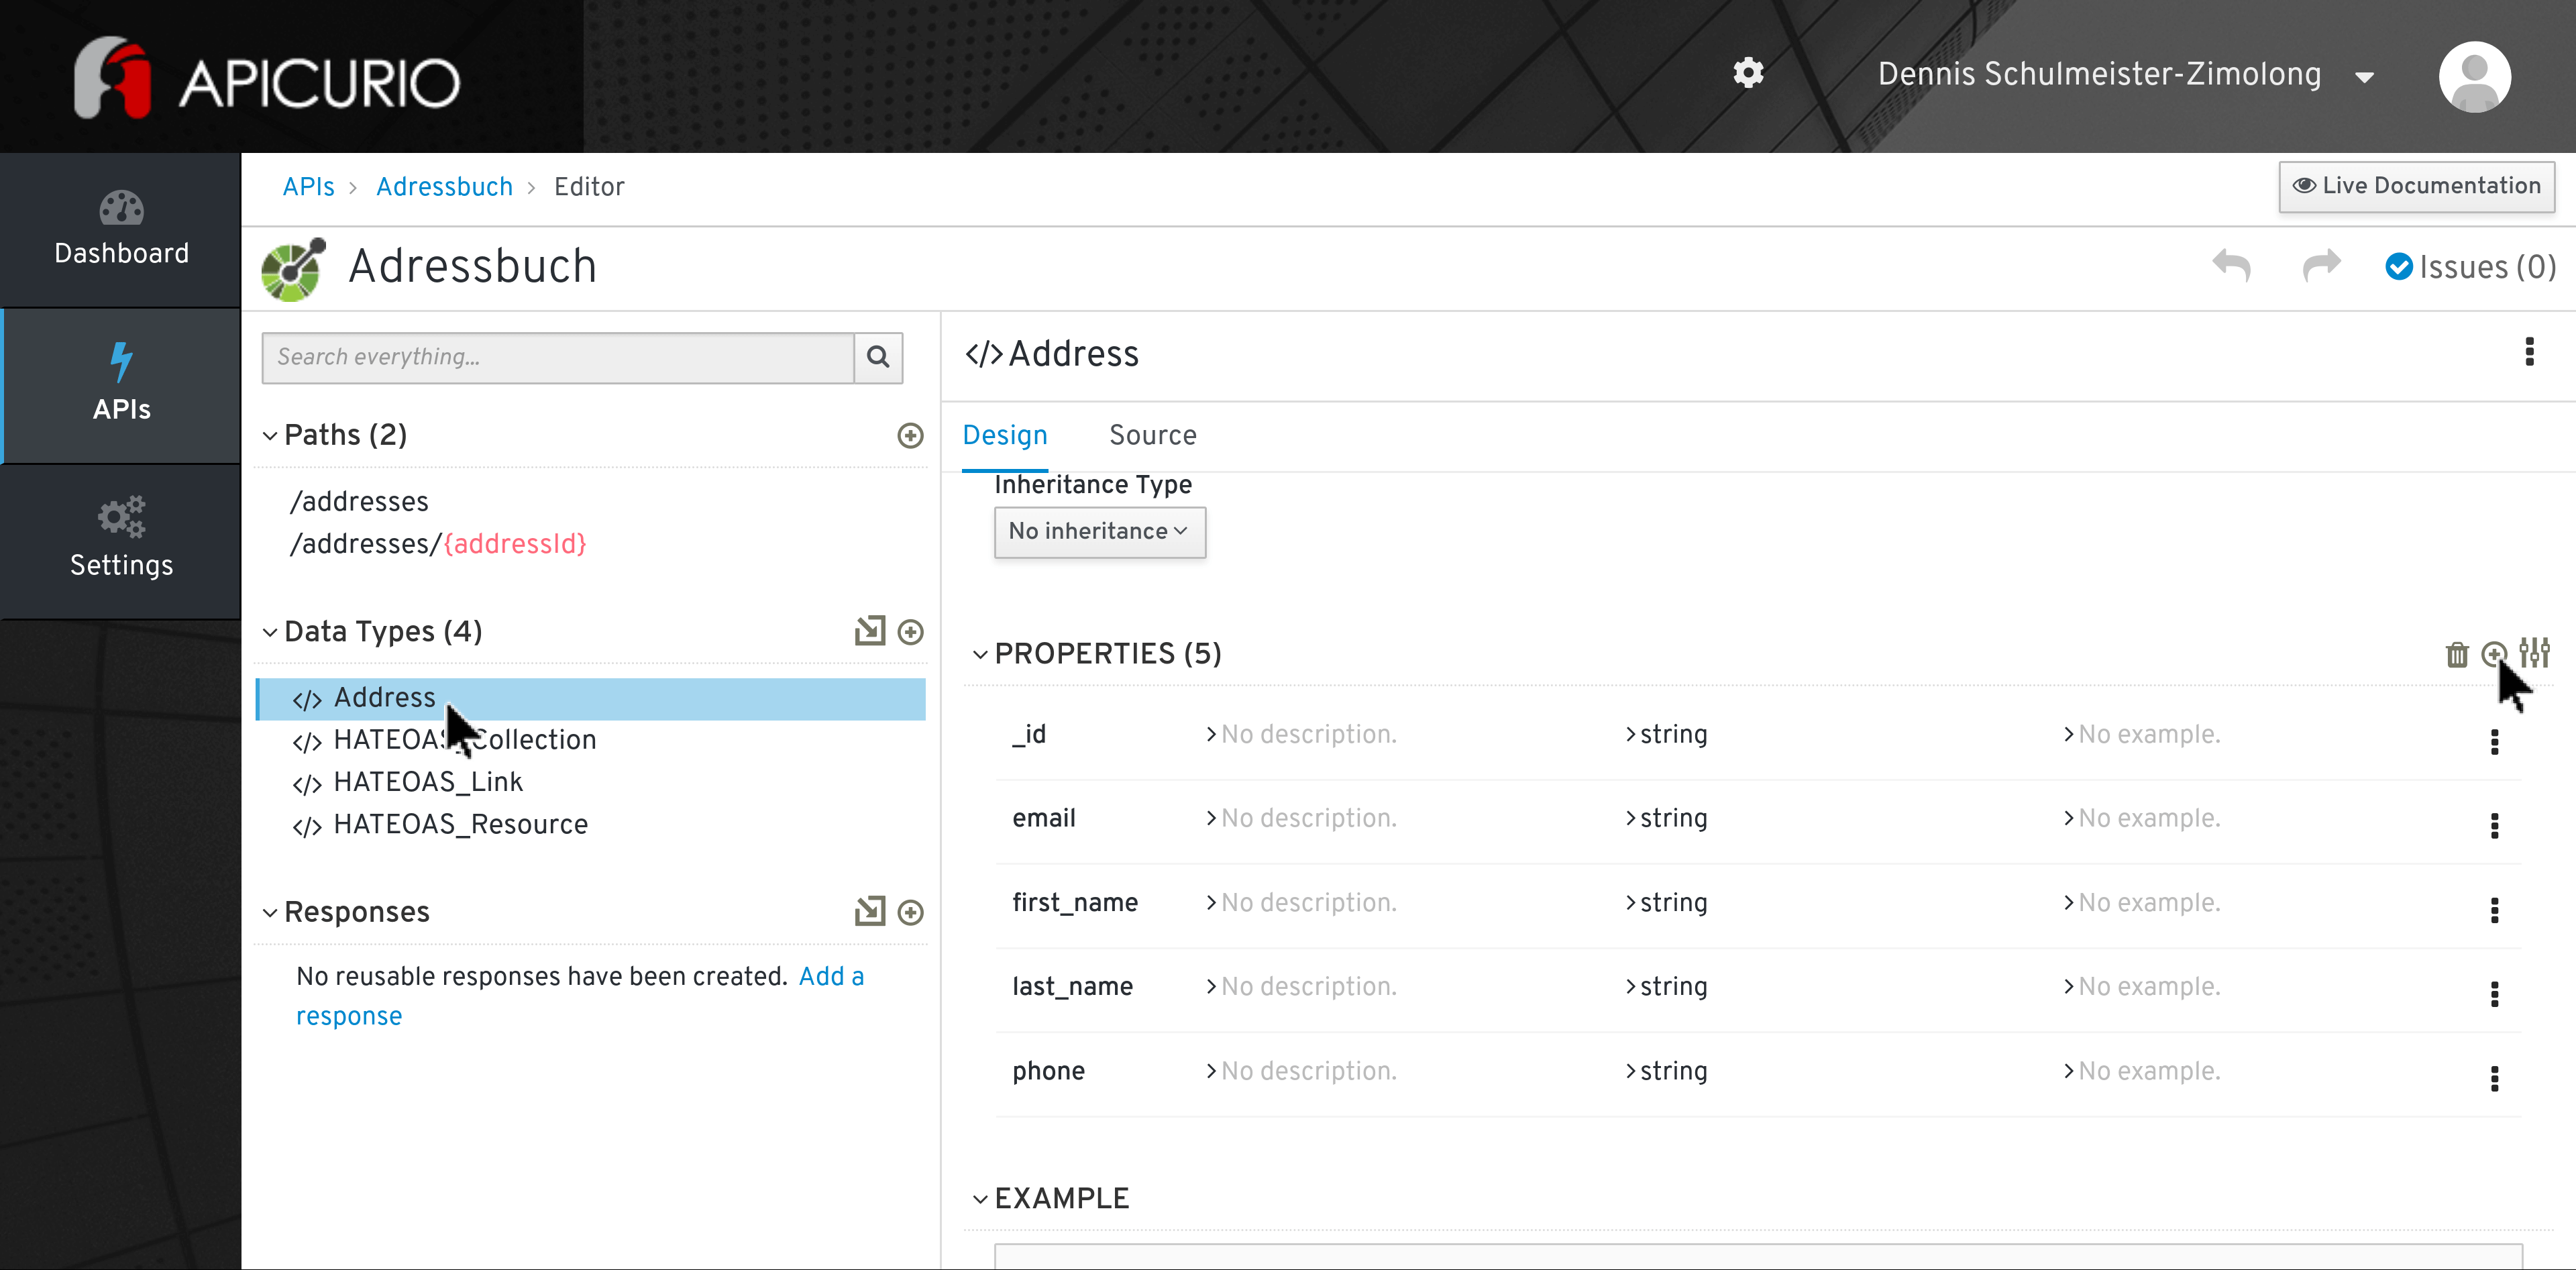 APICURIO
Dennis Schulmeister-Zimolong
Dashboard
APIs
Settings
APIs > Adressbuch > Editor
Live Documentation
Adressbuch
Issues (0)
Search everything...
Paths (2)
/addresses
/addresses/{addressId}
Data Types (4)
</> Address
</> HATEOAS_Collection
</> HATEOAS_Link
</> HATEOAS_Resource
Responses
No reusable responses have been created. Add a
response
</> Address
Design Source
Inheritance Type
No inheritance
PROPERTIES (5)
_id No description. string No example.
email No description. string No example.
first_name No description. string No example.
last_name No description. string No example.
phone No description. string No example.
EXAMPLE